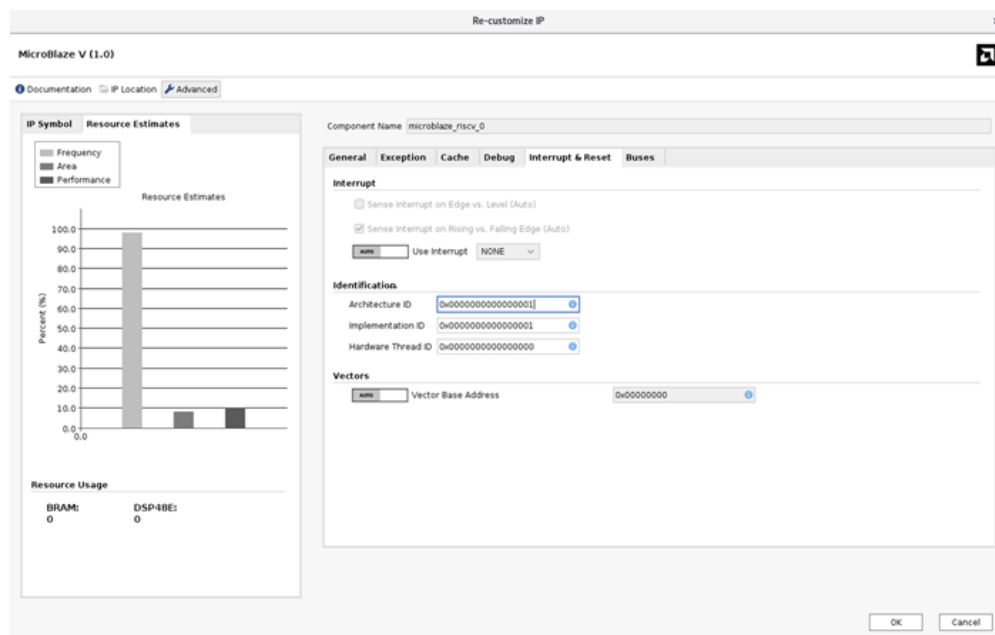 Re-customize IP
MicroBlaze V (1.0)
Documentation IP Location Advanced
IP Symbol Resource Estimates
Frequency
Area
Performance
Resource Estimates
100.0
90.0
80.0
70.0
60.0
50.0
40.0
30.0
20.0
10.0
0.0
0.0
Percent (%)
Resource Usage
BRAM: DSP48E:
0 0
Component Name microblaze_riscv_0
General Exception Cache Debug Interrupt & Reset Buses
Interrupt
Sense Interrupt on Edge vs. Level (Auto)
Sense Interrupt on Rising vs. Falling Edge (Auto)
AUTO Use Interrupt NONE
Identification
Architecture ID 0x0000000000000001
Implementation ID 0x0000000000000001
Hardware Thread ID 0x0000000000000000
Vectors
AUTO Vector Base Address 0x00000000
OK Cancel